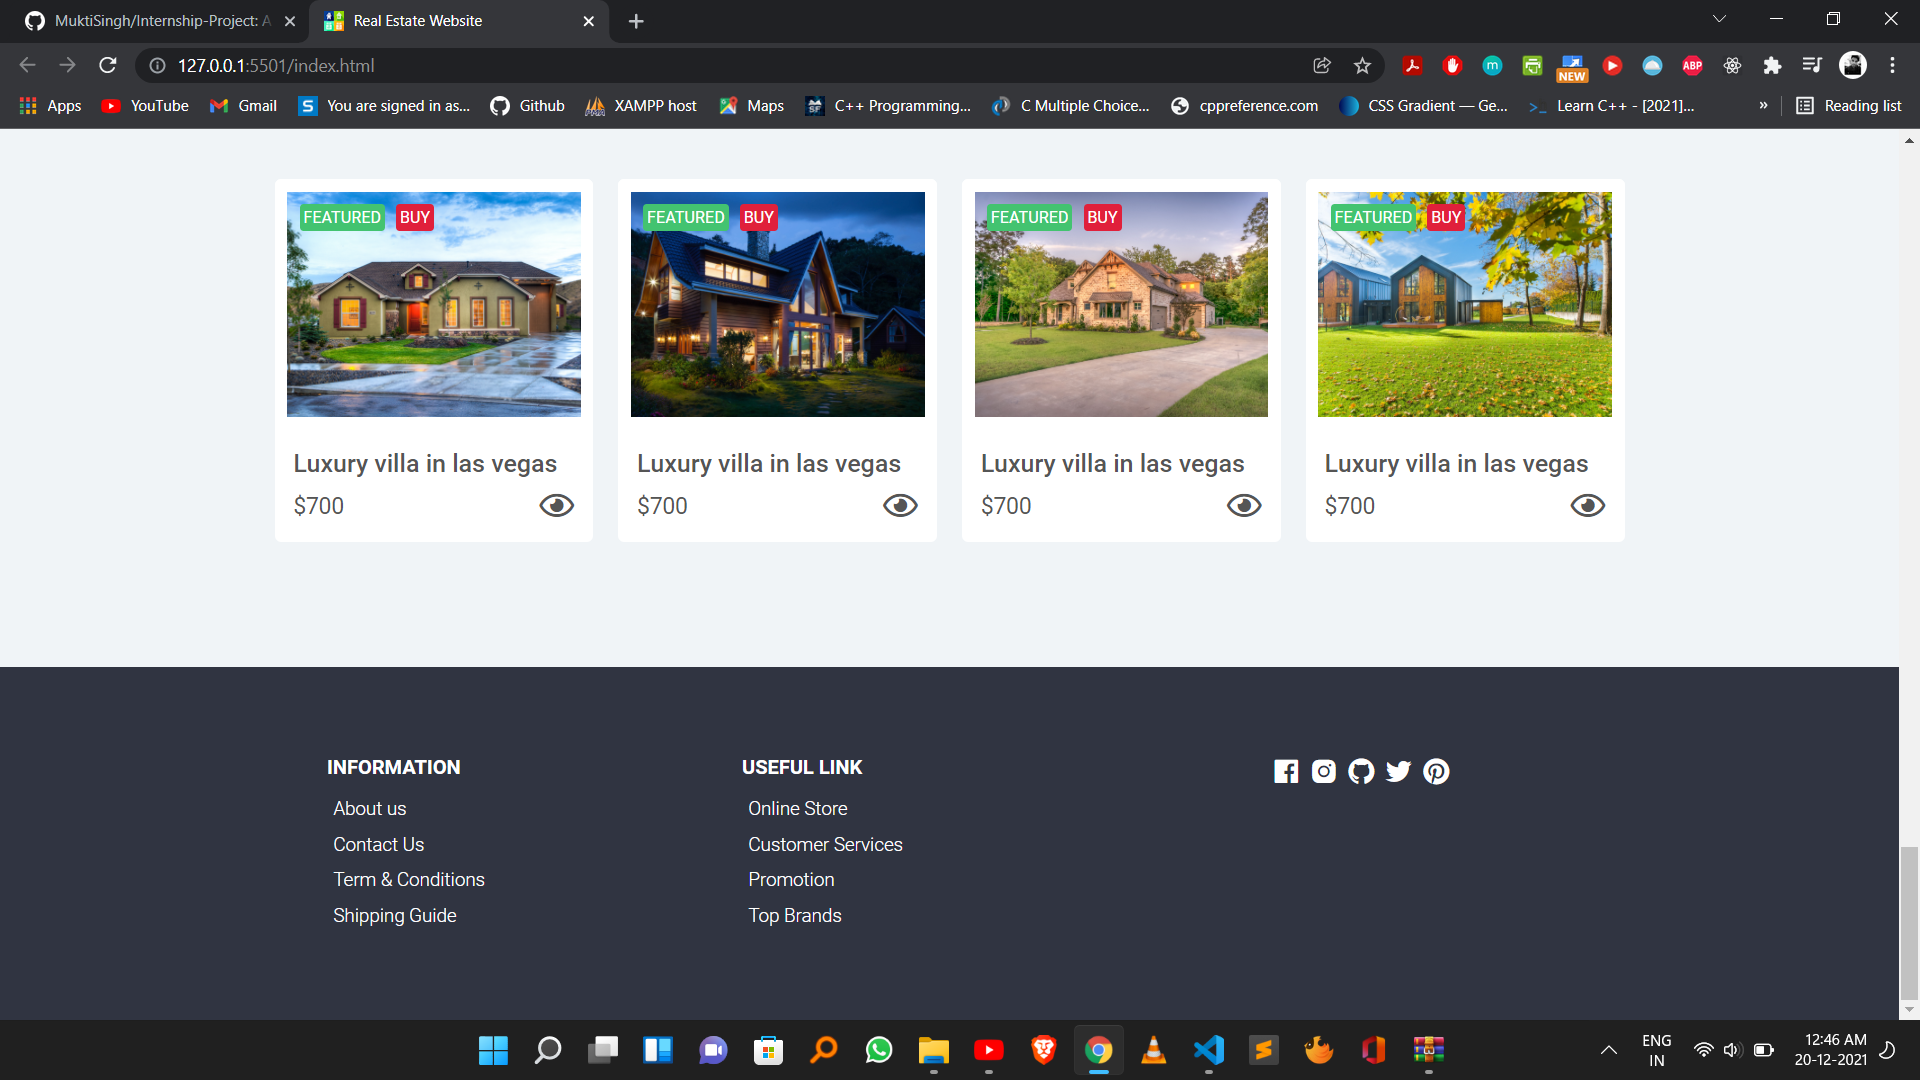 MuktiSingh/Internship-Project: A
Real Estate Website
127.0.0.1:5501/index.html
NEW
m
ABP
Apps
YouTube
Gmail
S
You are signed in as...
Github
XAMPP host
Maps
C++ Programming...
C Multiple Choice...
cppreference.com
CSS Gradient — Ge...
Learn C++ - [2021]...
»
Reading list
FEATURED BUY
FEATURED BUY
FEATURED BUY
FEATURED BUY
Luxury villa in las vegas
$700
Luxury villa in las vegas
$700
Luxury villa in las vegas
$700
Luxury villa in las vegas
$700
INFORMATION
About us
Contact Us
Term & Conditions
Shipping Guide
USEFUL LINK
Online Store
Customer Services
Promotion
Top Brands
ENG
IN
12:46 AM
20-12-2021